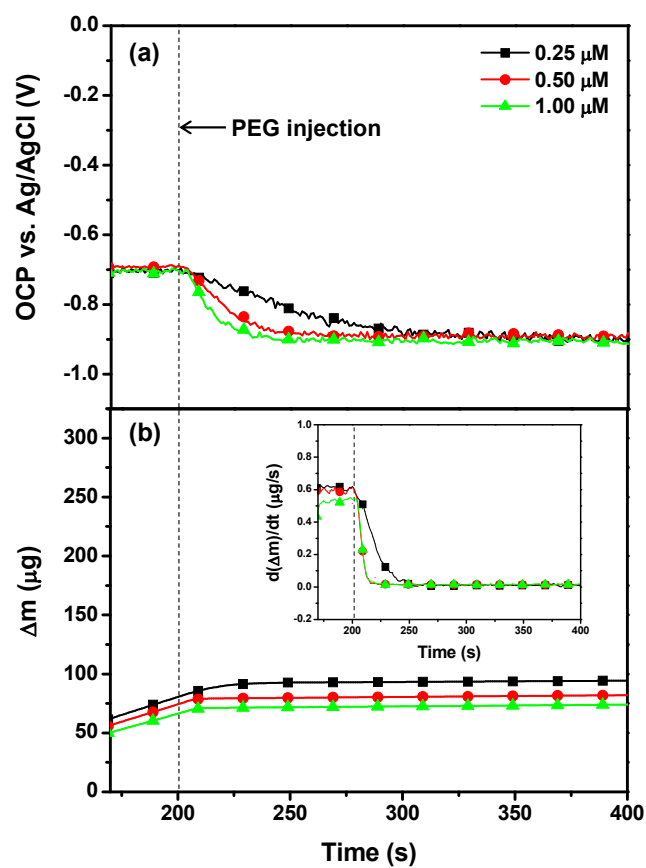 0.0
(a)
0.25 μM
0.50 μM
1.00 μM
-0.2
PEG injection
-0.4
-0.6
-0.8
-1.0
OCP vs. Ag/AgCl (V)
(b)
300
250
200
150
100
50
0
Δm (μg)
1.0
0.8
0.6
0.4
0.2
0.0
-0.2
d(Δm)/dt (μg/s)
200 250 300 350 400
Time (s)
200 250 300 350 400
Time (s)